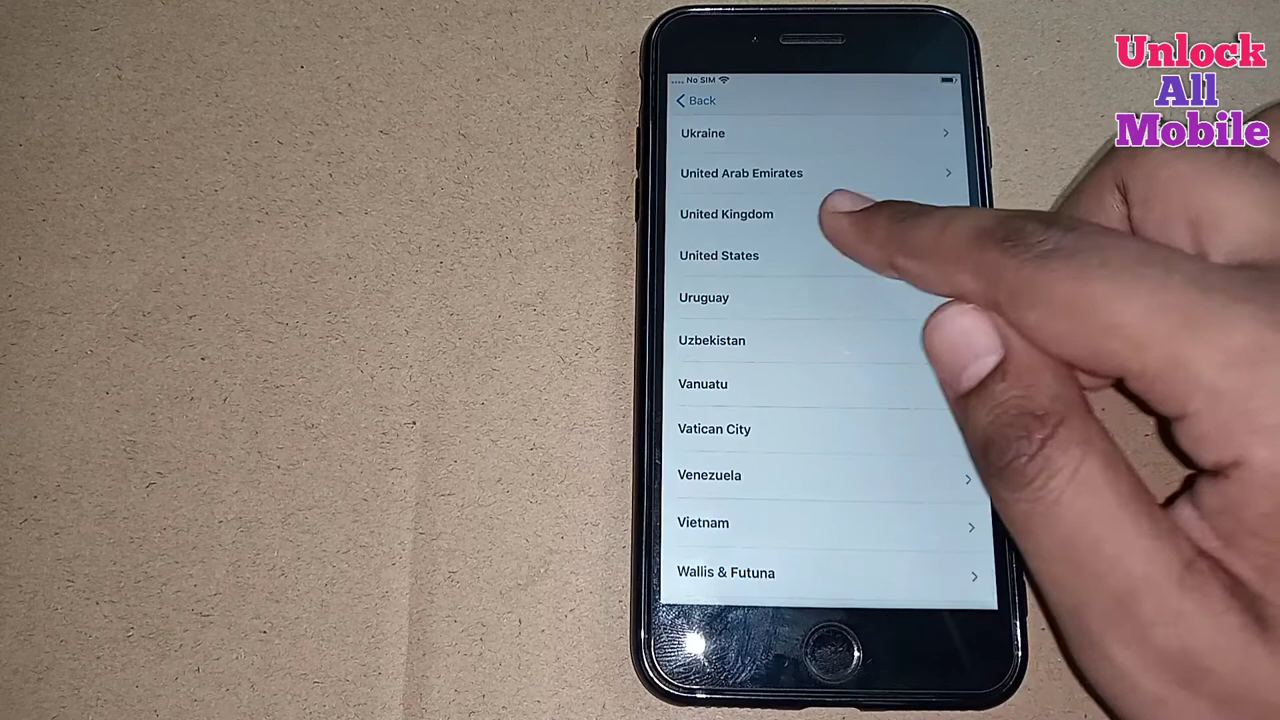 Unlock
All
Mobile
No SIM
Back
Ukraine
United Arab Emirates
United Kingdom
United States
Uruguay
Uzbekistan
Vanuatu
Vatican City
Venezuela
Vietnam
Wallis & Futuna